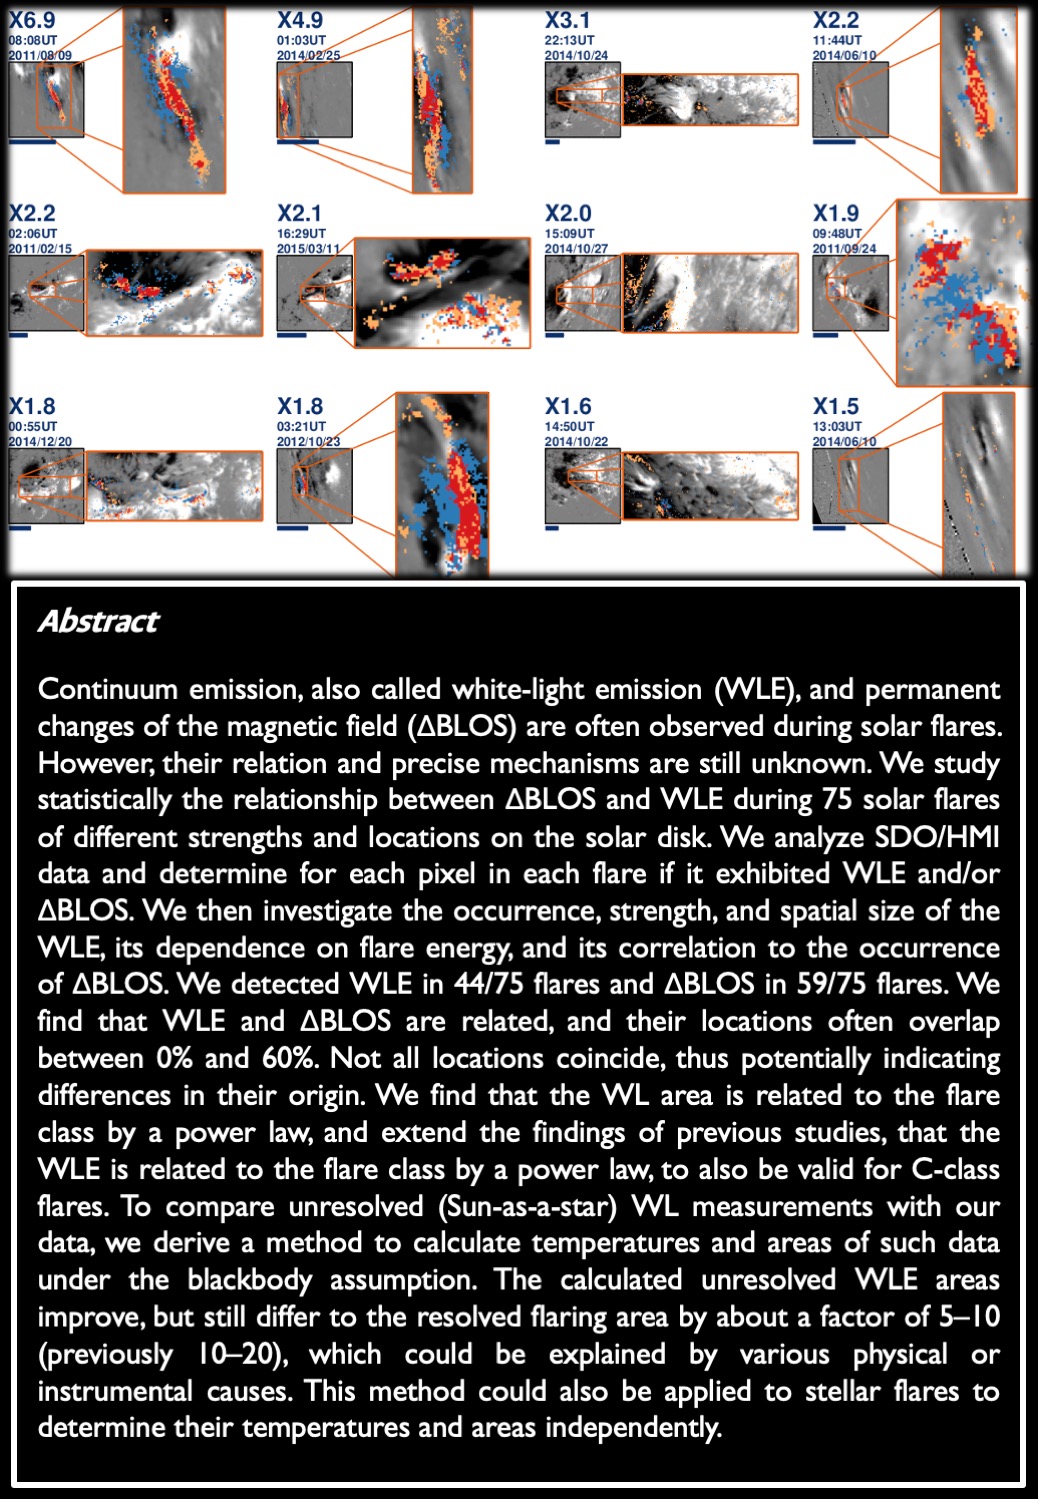 X6.9
08:08UT
2011/08/09
X4.9
01:03UT
2014/02/25
X3.1
22:13UT
2014/10/24
X2.2
11:44UT
2014/06/10
X2.2
02:06UT
2011/02/15
X2.1
16:29UT
2015/03/11
X2.0
15:09UT
2014/10/27
X1.9
09:48UT
2011/09/24
X1.8
00:55UT
2014/12/20
X1.8
03:21UT
2012/10/23
X1.6
14:50UT
2014/10/22
X1.5
13:03UT
2014/06/10
Abstract
Continuum emission, also called white-light emission (WLE), and permanent
changes of the magnetic field (ΔBLOS) are often observed during solar flares.
However, their relation and precise mechanisms are still unknown. We study
statistically the relationship between ΔBLOS and WLE during 75 solar flares
of different strengths and locations on the solar disk. We analyze SDO/HMI
data and determine for each pixel in each flare if it exhibited WLE and/or
ΔBLOS. We then investigate the occurrence, strength, and spatial size of the
WLE, its dependence on flare energy, and its correlation to the occurrence
of ΔBLOS. We detected WLE in 44/75 flares and ΔBLOS in 59/75 flares. We
find that WLE and ΔBLOS are related, and their locations often overlap
between 0% and 60%. Not all locations coincide, thus potentially indicating
differences in their origin. We find that the WL area is related to the flare
class by a power law, and extend the findings of previous studies, that the
WLE is related to the flare class by a power law, to also be valid for C-class
flares. To compare unresolved (Sun-as-a-star) WL measurements with our
data, we derive a method to calculate temperatures and areas of such data
under the blackbody assumption. The calculated unresolved WLE areas
improve, but still differ to the resolved flaring area by about a factor of 5–10
(previously 10–20), which could be explained by various physical or
instrumental causes. This method could also be applied to stellar flares to
determine their temperatures and areas independently.